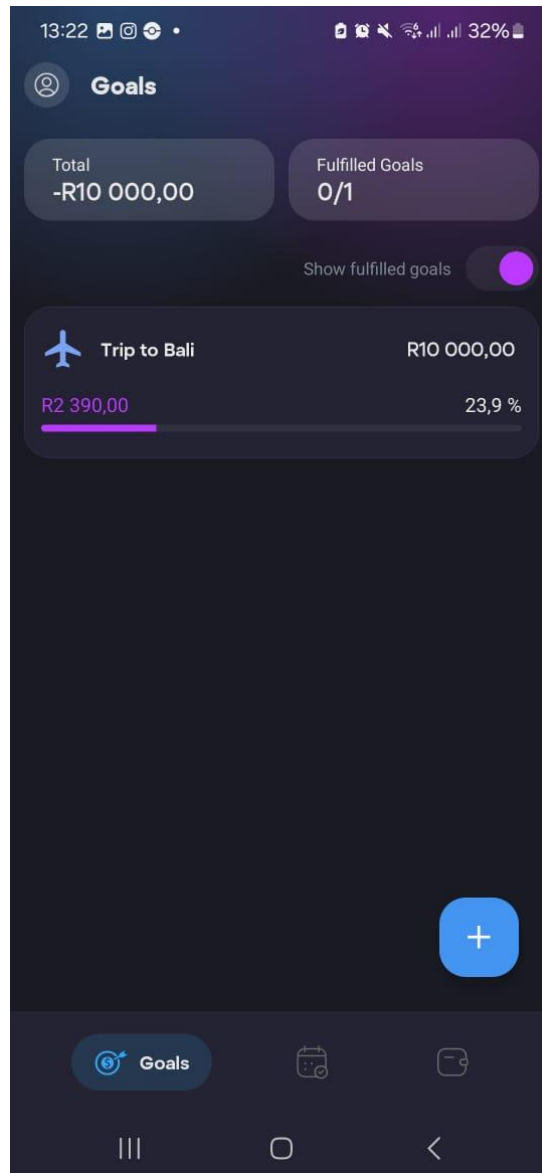 13:22 32%
Goals
Total
-R10 000,00
Fulfilled Goals
0/1
Show fulfilled goals
Trip to Bali R10 000,00
R2 390,00 23,9 %
Goals